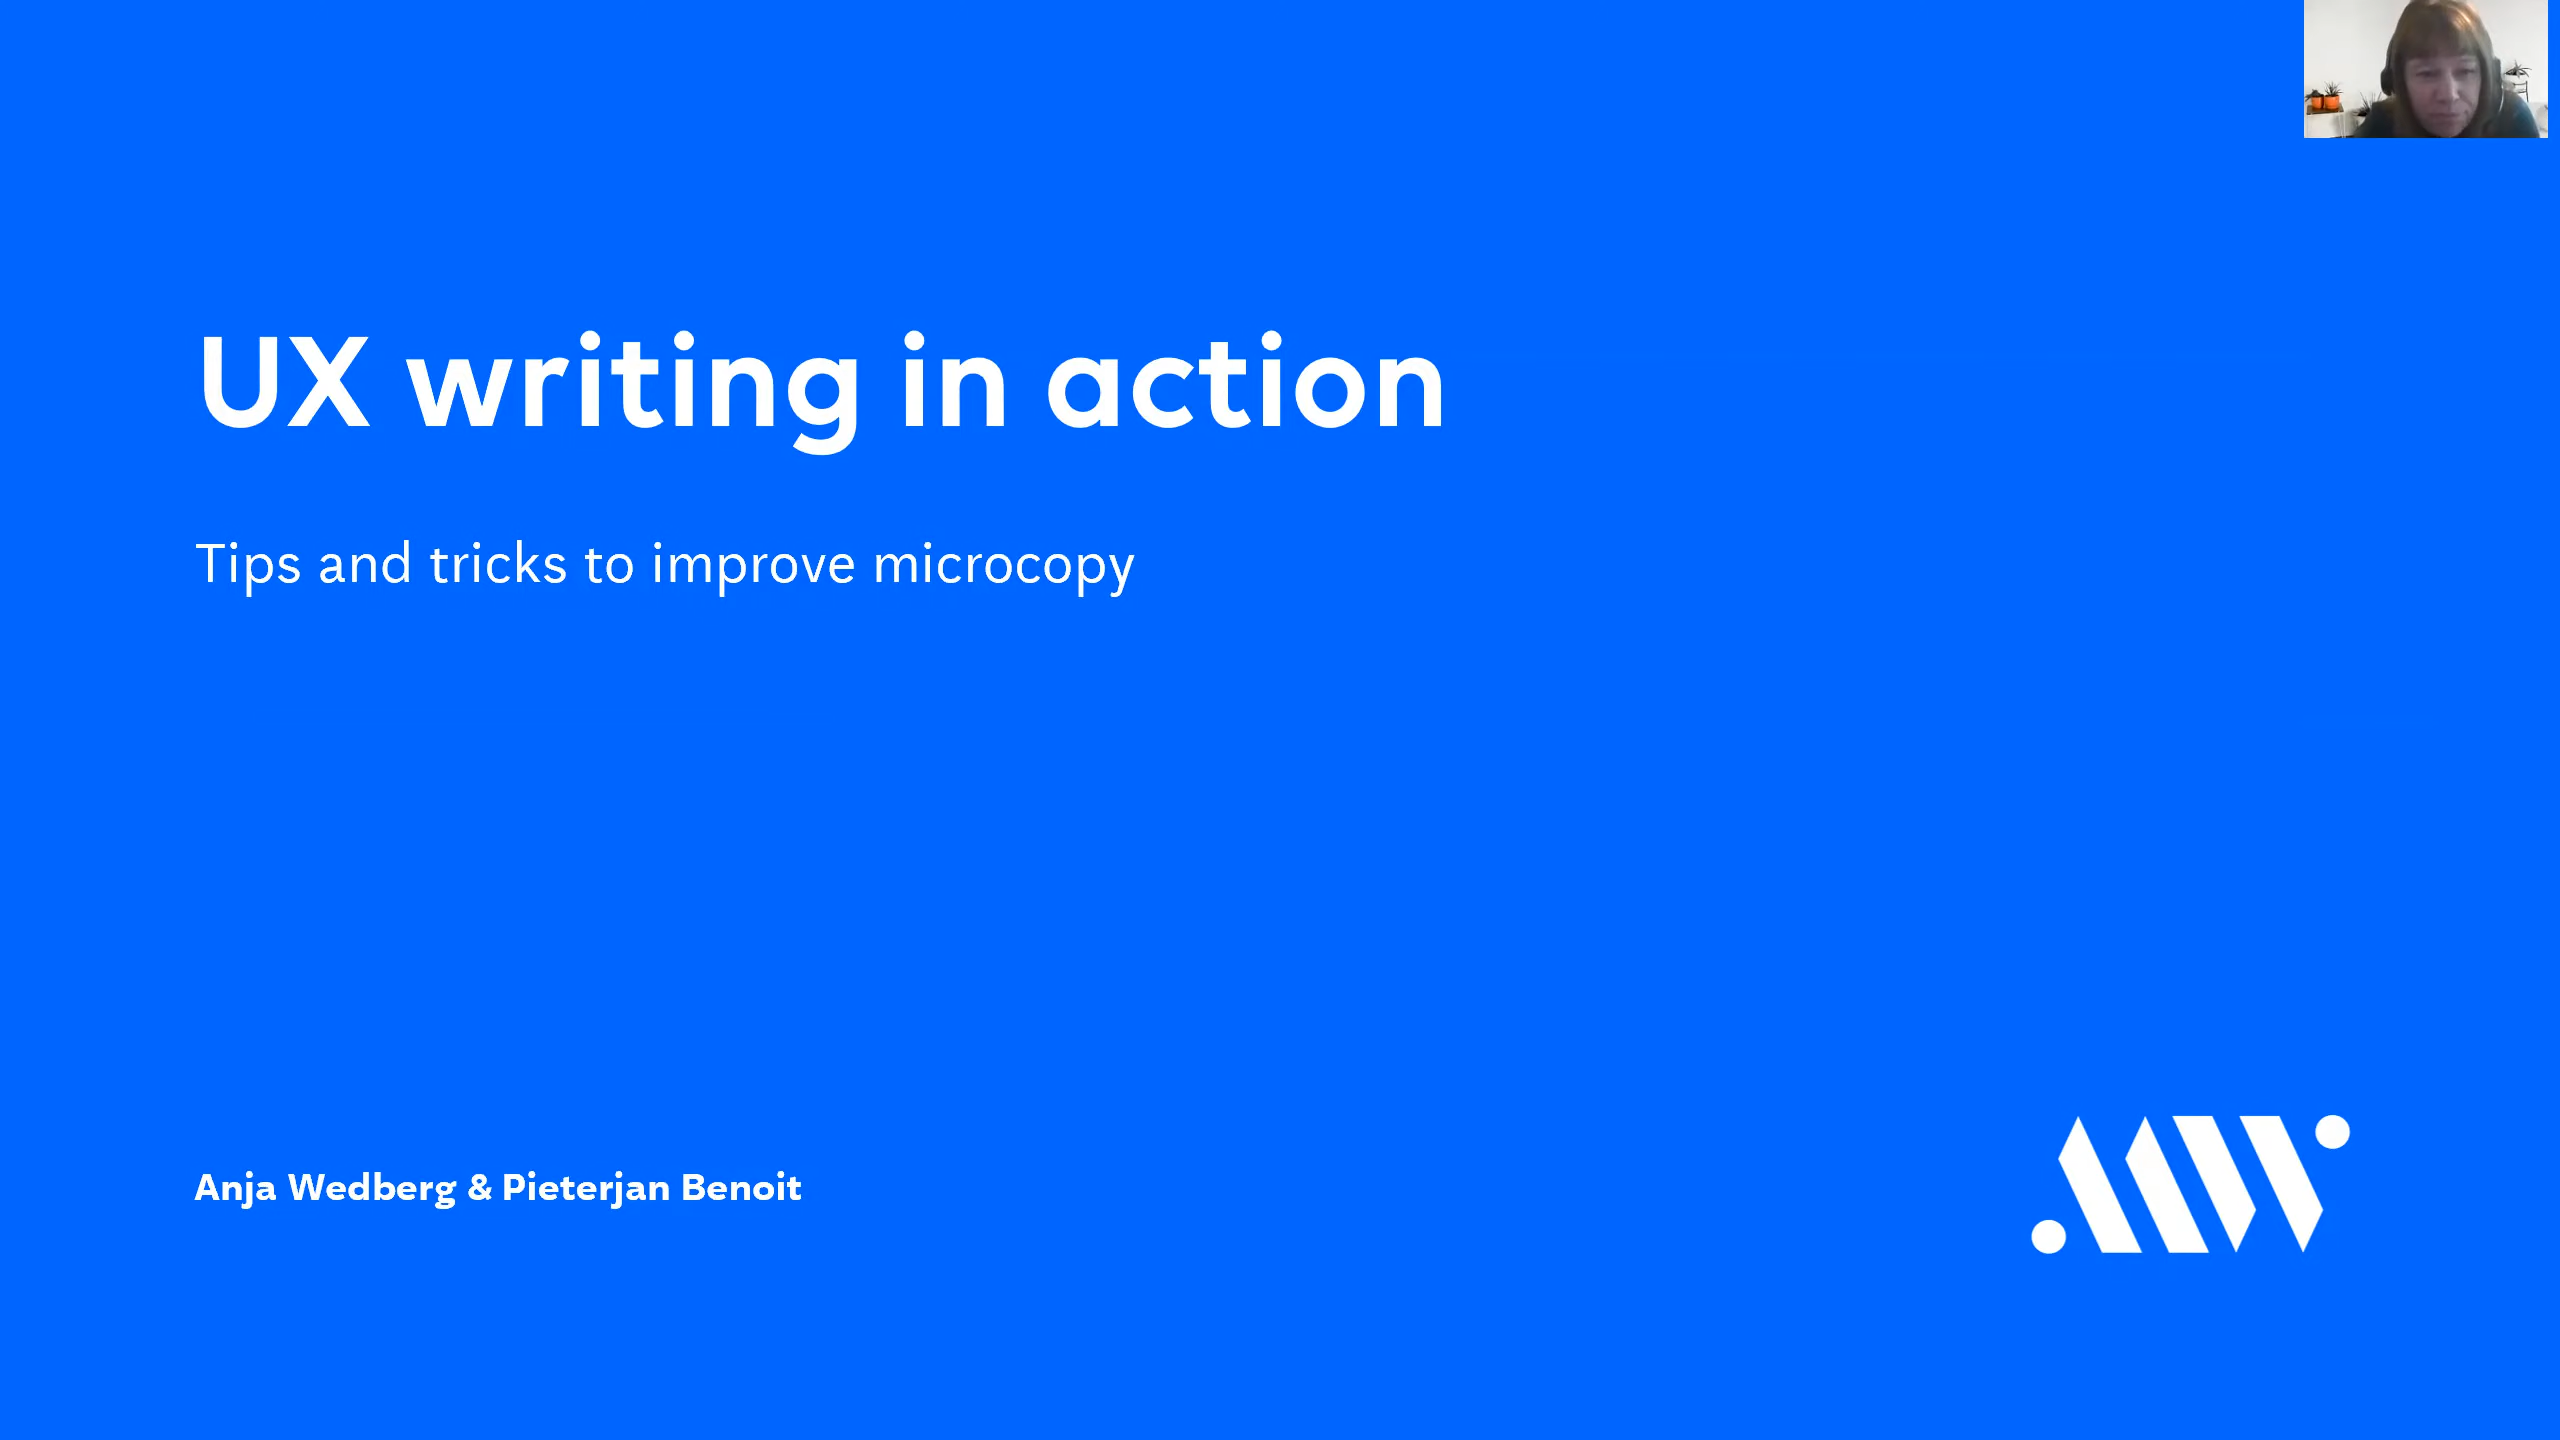 UX writing in action
Tips and tricks to improve microcopy
Anja Wedberg & Pieterjan Benoit